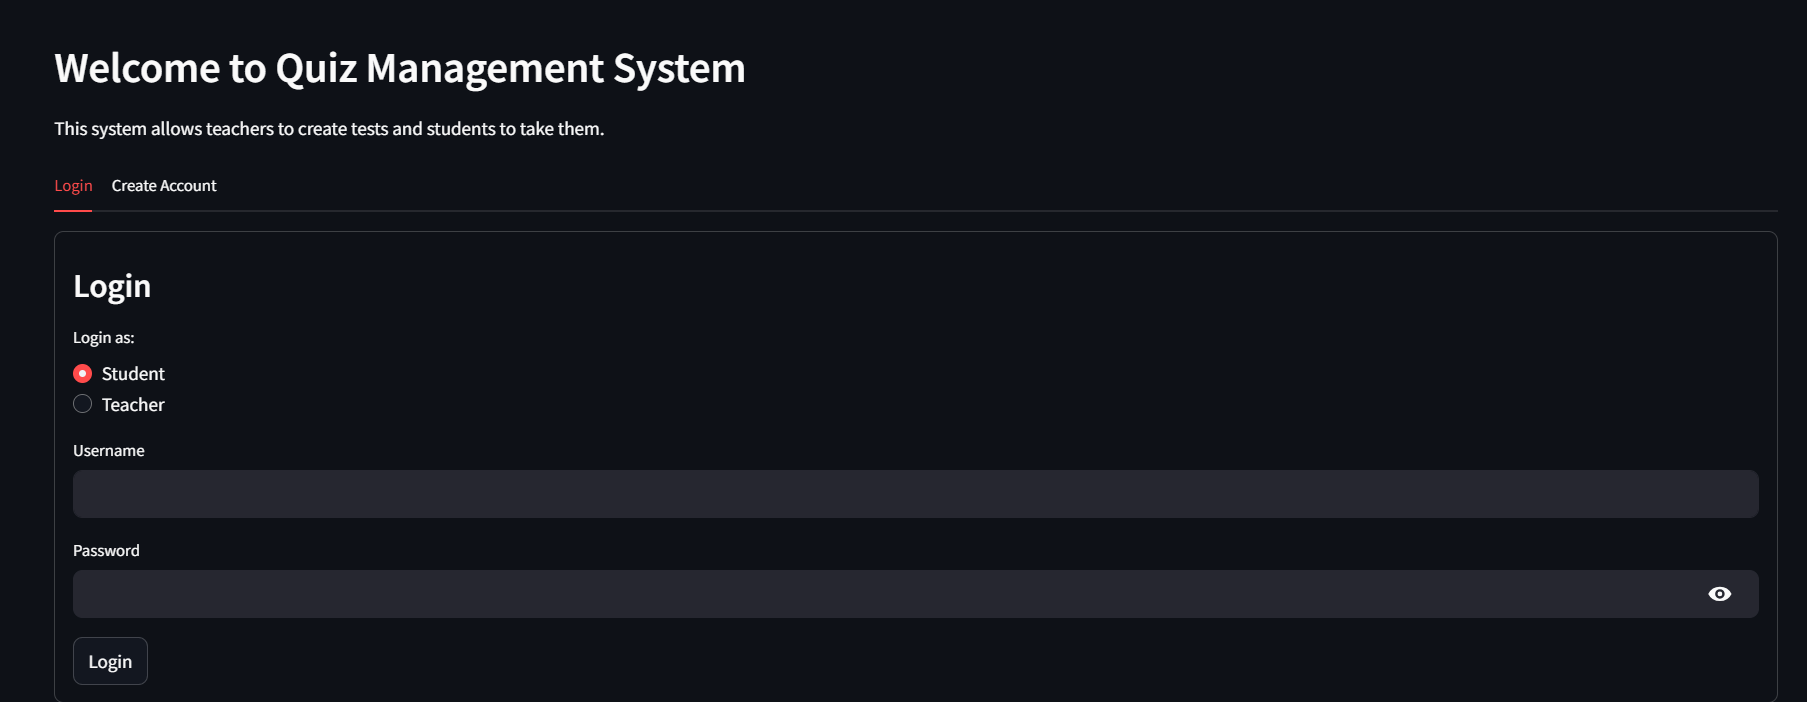 Welcome to Quiz Management System
This system allows teachers to create tests and students to take them.
Login Create Account
Login
Login as:
Student
Teacher
Username
Password
Login